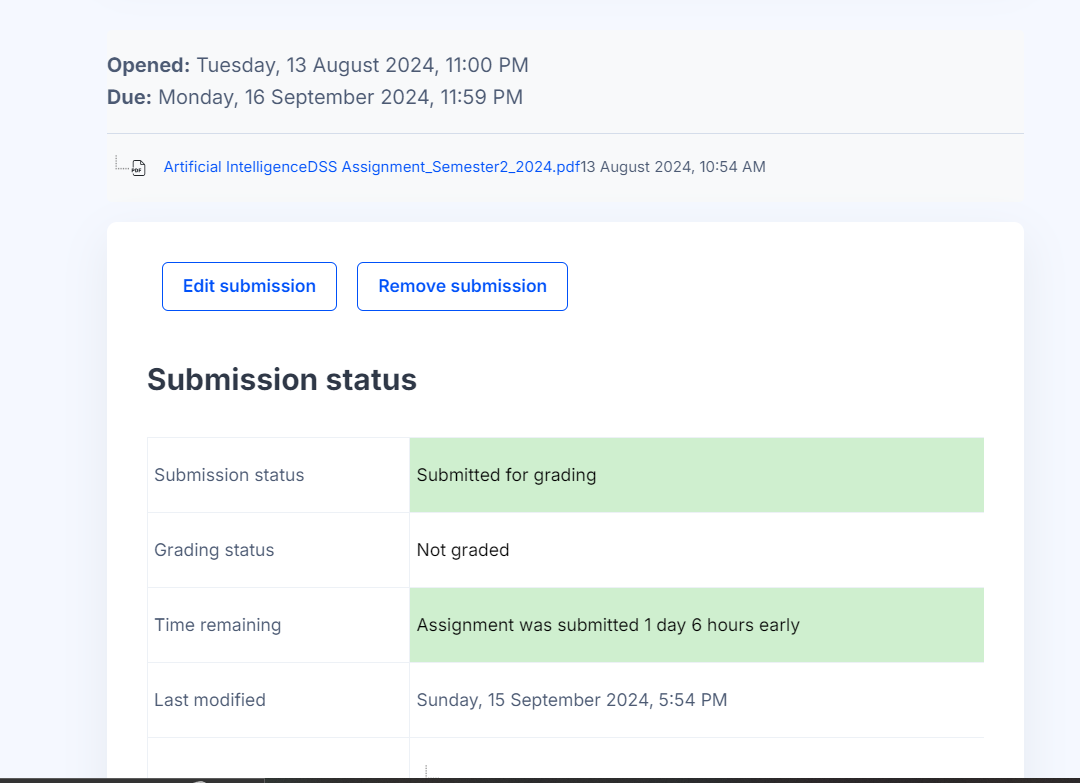 Opened: Tuesday, 13 August 2024, 11:00 PM
Due: Monday, 16 September 2024, 11:59 PM
PDF Artificial IntelligenceDSS Assignment_Semester2_2024.pdf13 August 2024, 10:54 AM
Edit submission Remove submission
Submission status
Submission status Submitted for grading
Grading status Not graded
Time remaining Assignment was submitted 1 day 6 hours early
Last modified Sunday, 15 September 2024, 5:54 PM